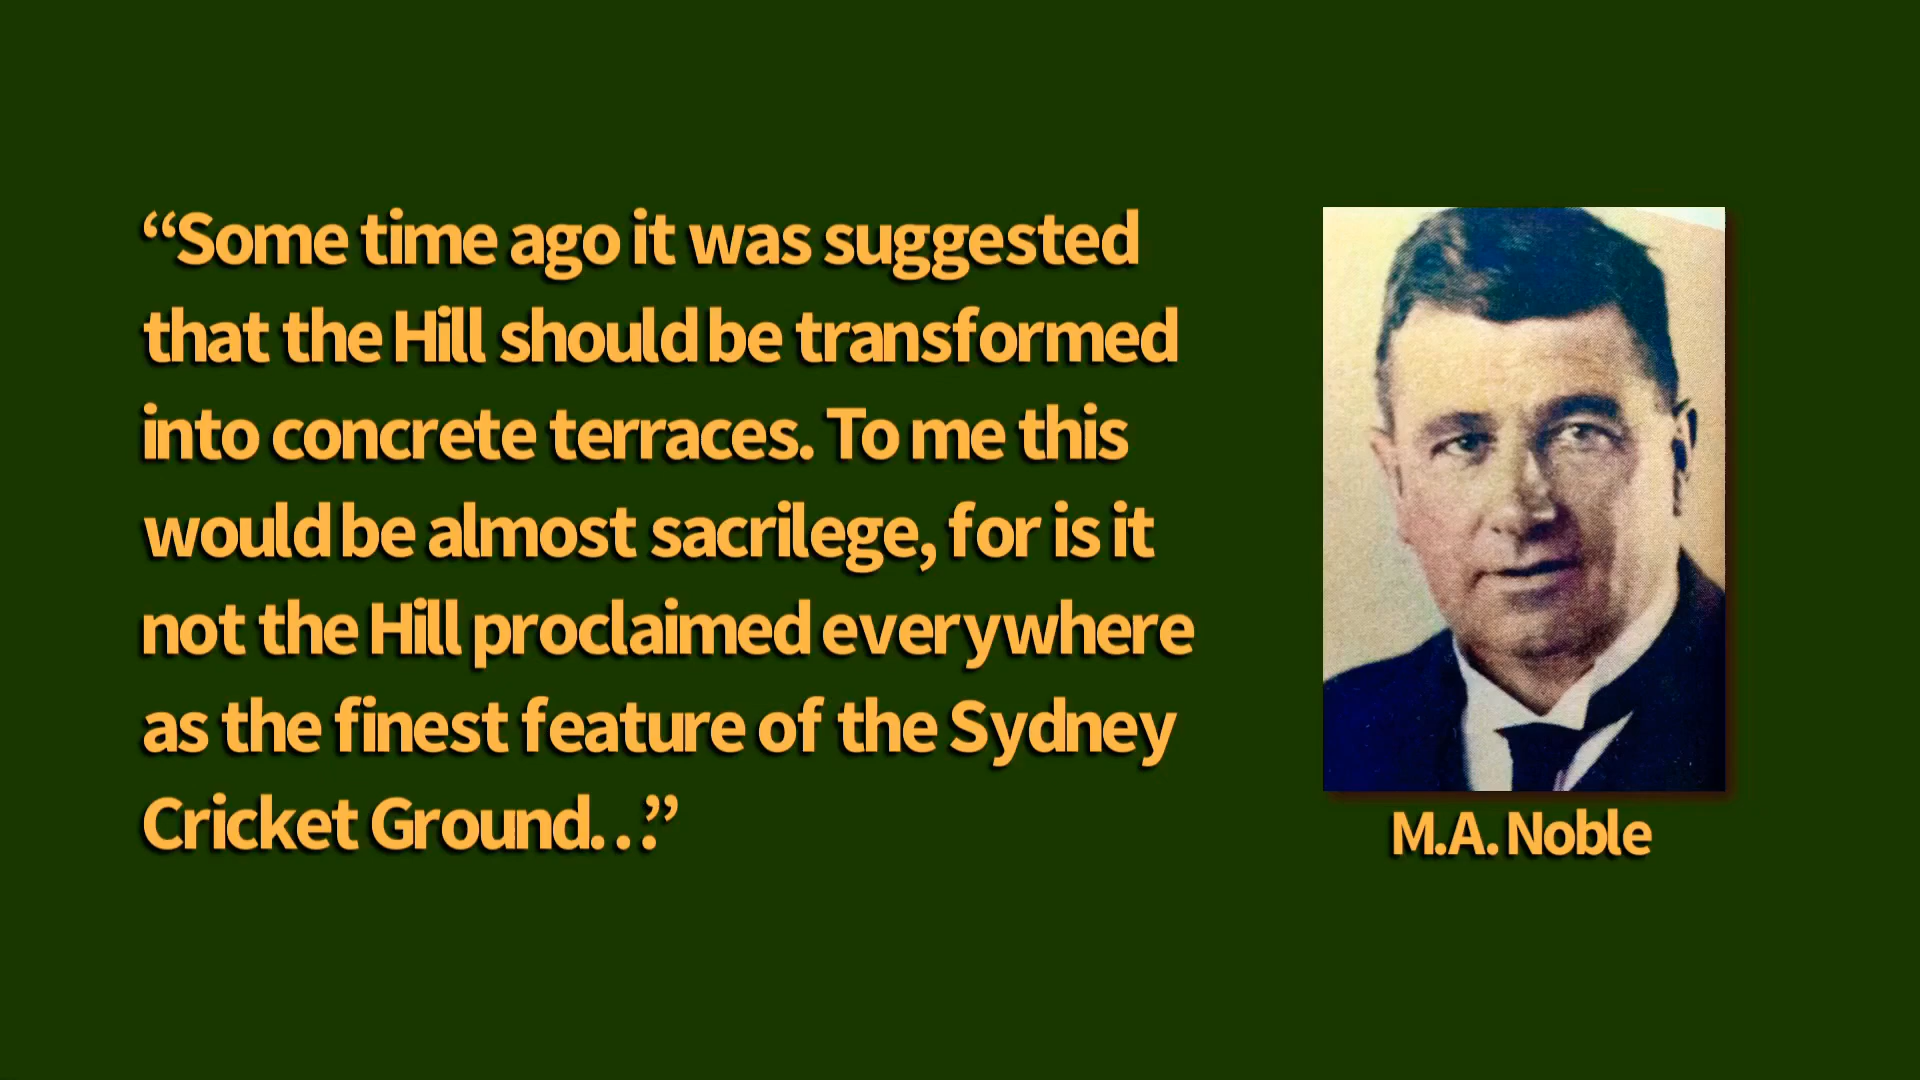 “Some time ago it was suggested
that the Hill should be transformed
into concrete terraces. To me this
would be almost sacrilege, for is it
not the Hill proclaimed everywhere
as the finest feature of the Sydney
Cricket Ground…”
M.A. Noble